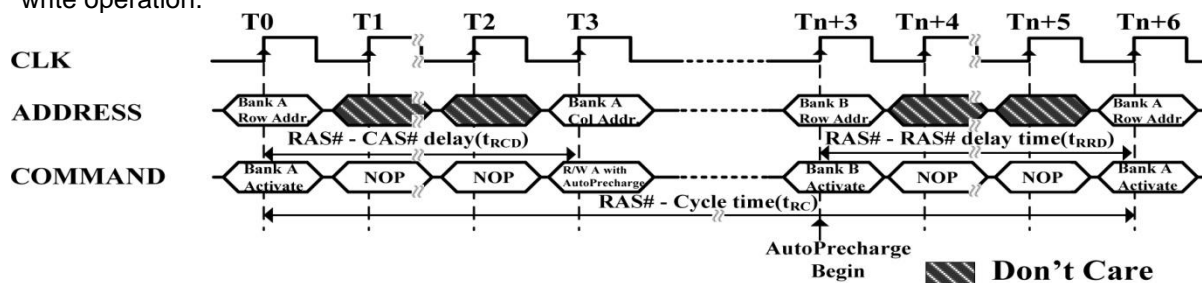 write operation.
T0 T1 T2 T3 Tn+3 Tn+4 Tn+5 Tn+6
CLK
ADDRESS
Bank A
Row Addr.
Bank A
Col Addr.
Bank B
Row Addr.
Bank A
Row Addr.
RAS# - CAS# delay(tRCD)
RAS# - RAS# delay time(tRRD)
COMMAND
Bank A
Activate
NOP
NOP
R/W A with
AutoPrecharge
Bank B
Activate
NOP
NOP
Bank A
Activate
RAS# - Cycle time(tRC)
AutoPrecharge
Begin
Don't Care